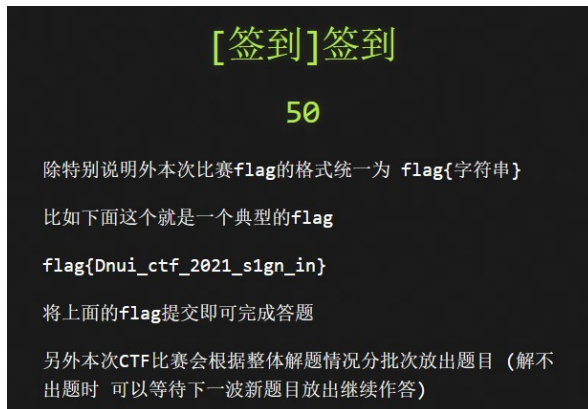 [签到]签到
50
除特别说明外本次比赛flag的格式统一为 flag{字符串}
比如下面这个就是一个典型的flag
flag{Dnui_ctf_2021_s1gn_in}
将上面的flag提交即可完成答题
另外本次CTF比赛会根据整体解题情况分批次放出题目 (解不
出题时 可以等待下一波新题目放出继续作答)